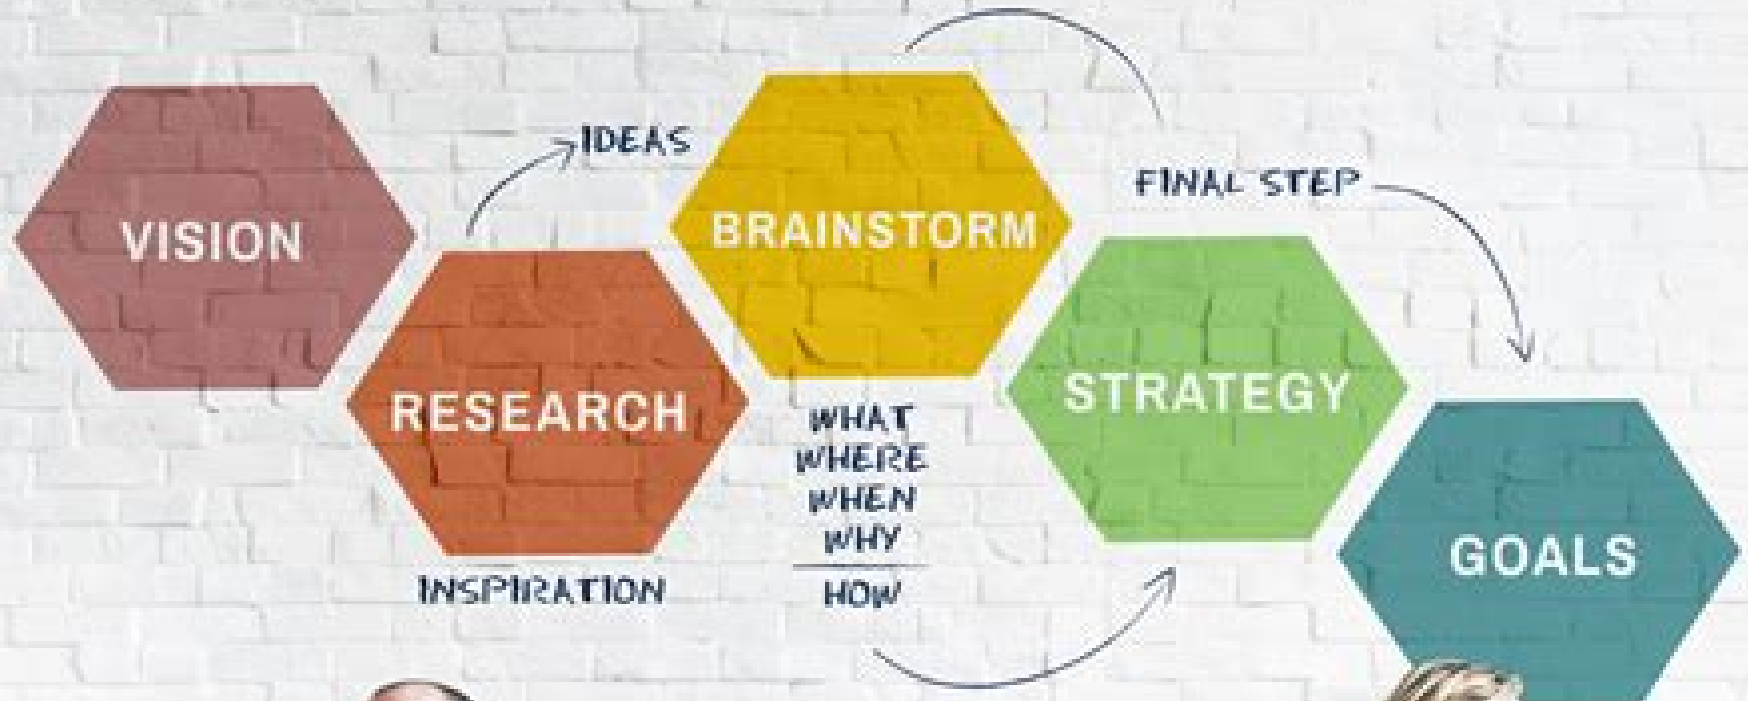 VISION
RESEARCH
INSPIRATION
IDEAS
BRAINSTORM
WHAT
WHERE
WHEN
WHY
HOW
STRATEGY
FINAL STEP
GOALS